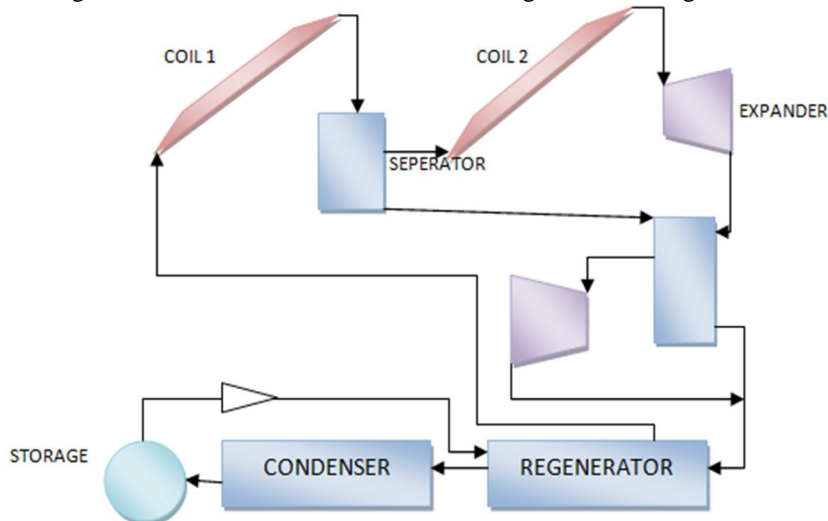 COIL 1
COIL 2
EXPANDER
SEPERATOR
STORAGE
CONDENSER
REGENERATOR